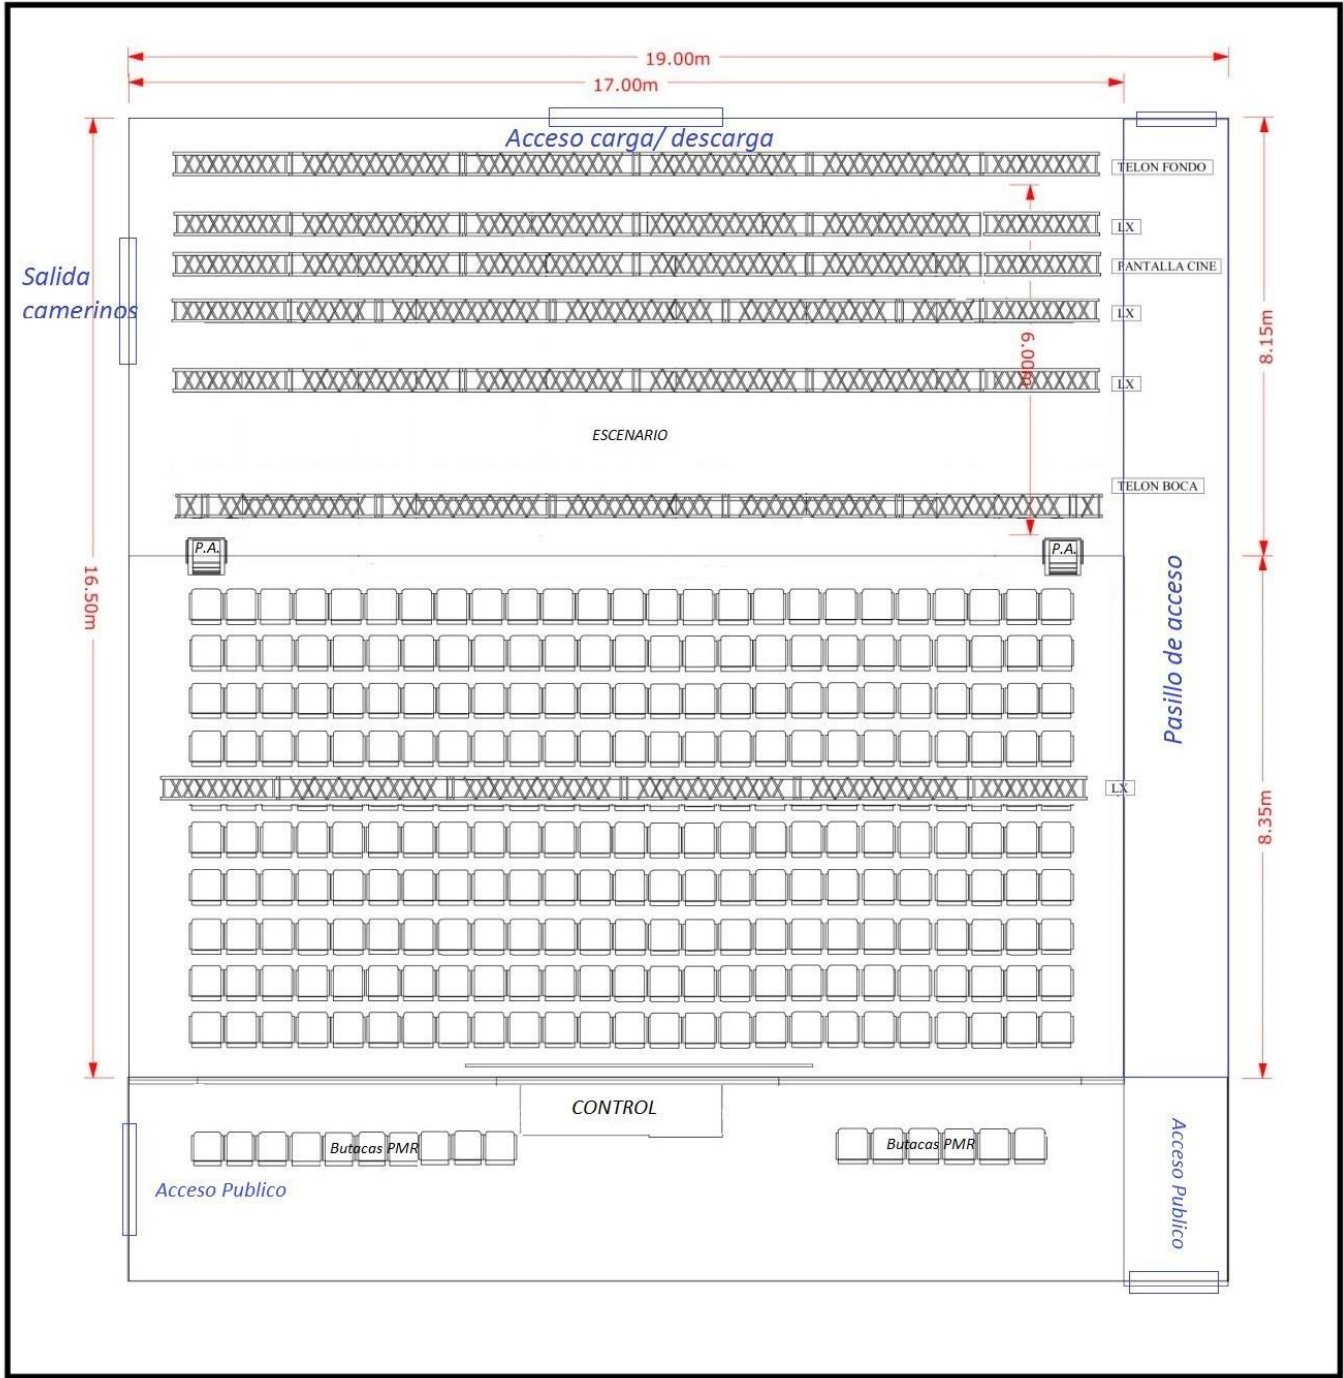 19.00m
17.00m
Acceso carga/ descarga
TELON FONDO
LX
Salida
camerinos
PANTALLA CINE
LX
8.15m
6.00m
LX
ESCENARIO
TELON BOCA
P.A.
P.A.
16.50m
Pasillo de acceso
LX
8.35m
CONTROL
Butacas PMR
Butacas PMR
Acceso Publico
Acceso Publico